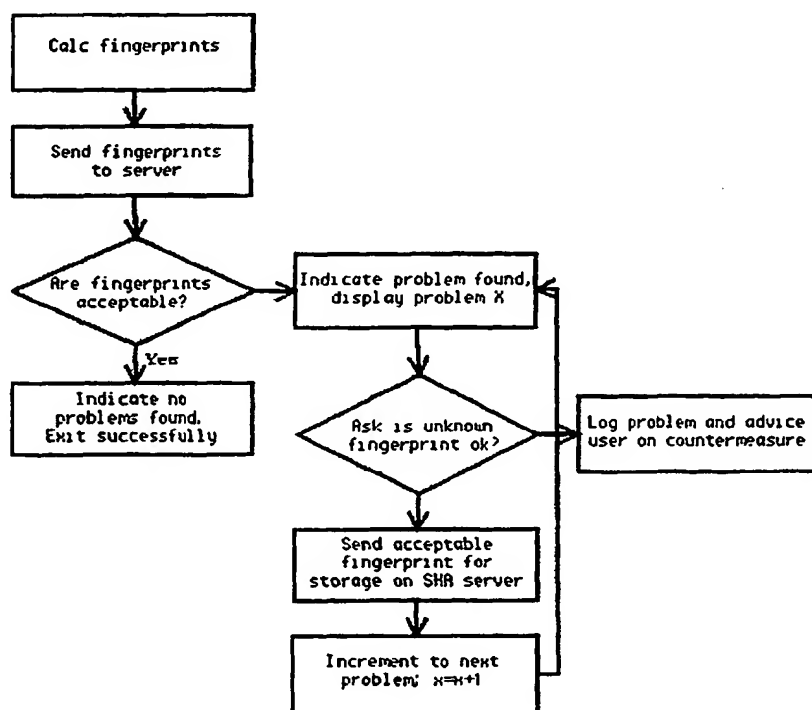 Calc fingerprints
Send fingerprints
to server
Are fingerprints
acceptable?
Yes
Indicate no
problems found.
Exit successfully
Indicate problem found,
display problem X
Ask is unknown
fingerprint ok?
Log problem and advice
user on countermeasure
Send acceptable
fingerprint for
storage on SHA server
Increment to next
problem; x=x+1